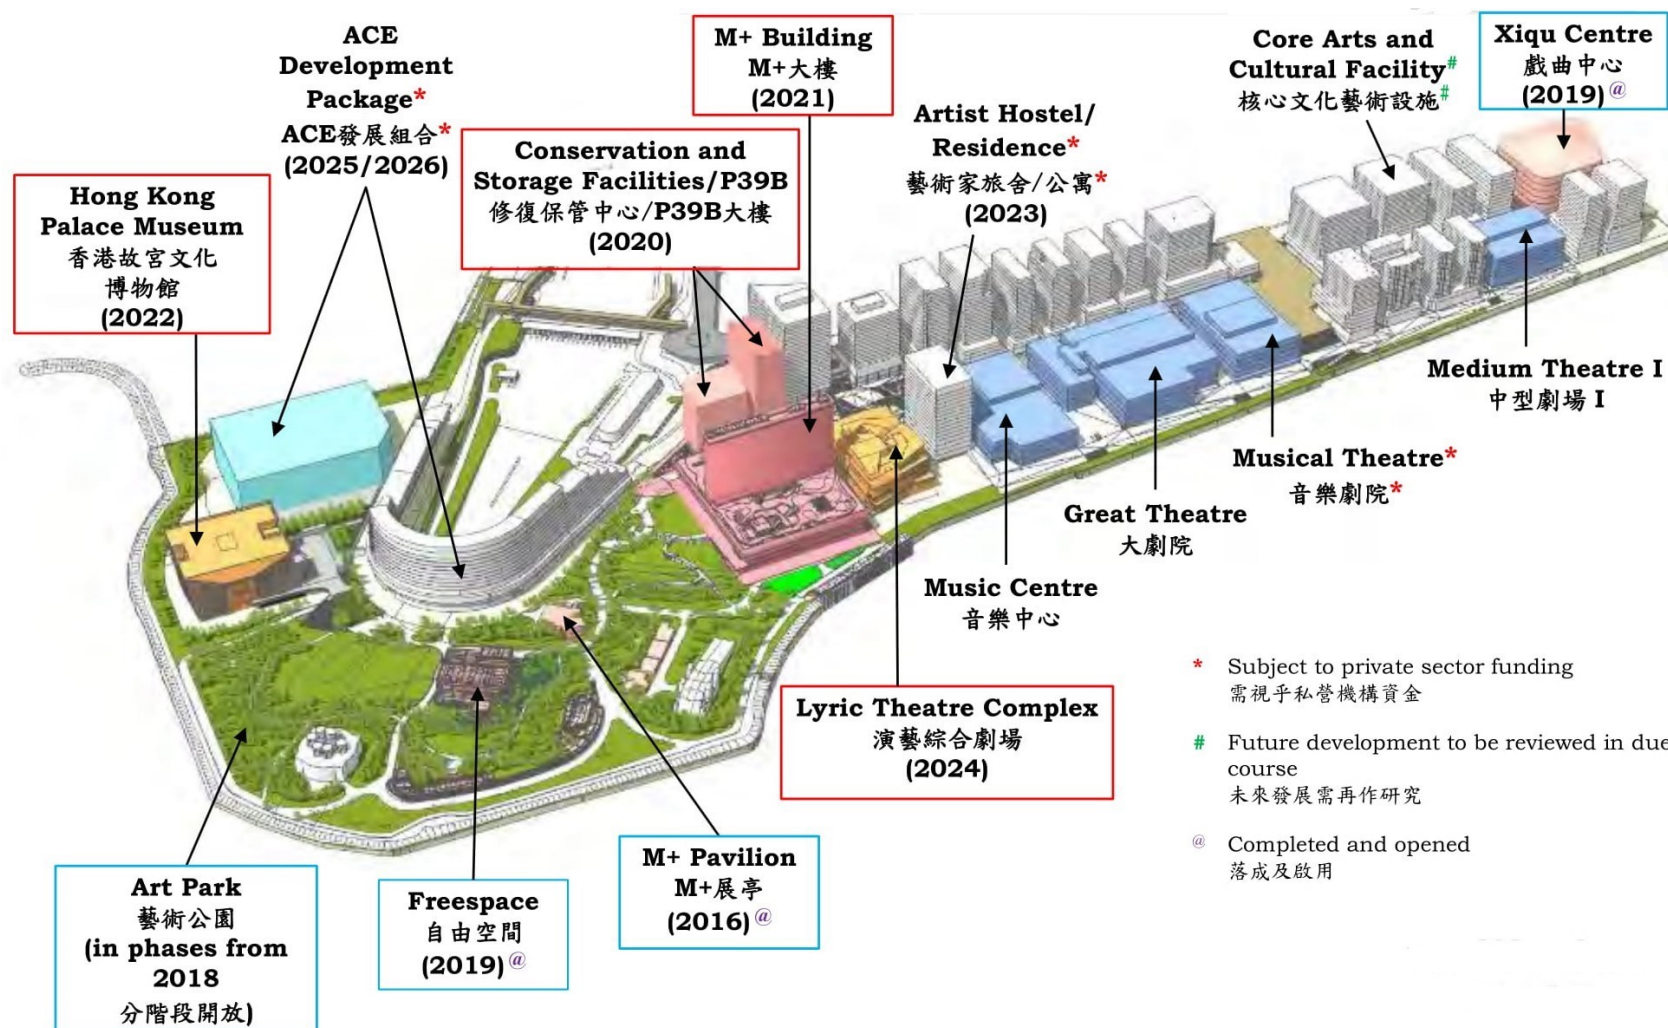 ACE
Development
Package*
ACE發展組合*
(2025/2026)
M+ Building
M+大樓
(2021)
Core Arts and
Cultural Facility#
核心文化藝術設施#
Xiqu Centre
戲曲中心
(2019) @
Artist Hostel/
Residence*
藝術家旅舍/公寓*
(2023)
Conservation and
Storage Facilities/P39B
修復保管中心/P39B大樓
(2020)
Hong Kong
Palace Museum
香港故宮文化
博物館
(2022)
Medium Theatre I
中型劇場 I
Musical Theatre*
音樂劇院*
Great Theatre
大劇院
Music Centre
音樂中心
Lyric Theatre Complex
演藝綜合劇場
(2024)
M+ Pavilion
M+展亭
(2016) @
Freespace
自由空間
(2019) @
Art Park
藝術公園
(in phases from
2018
分階段開放)
* Subject to private sector funding
需視乎私營機構資金
# Future development to be reviewed in due
course
未來發展需再作研究
@ Completed and opened
落成及啟用